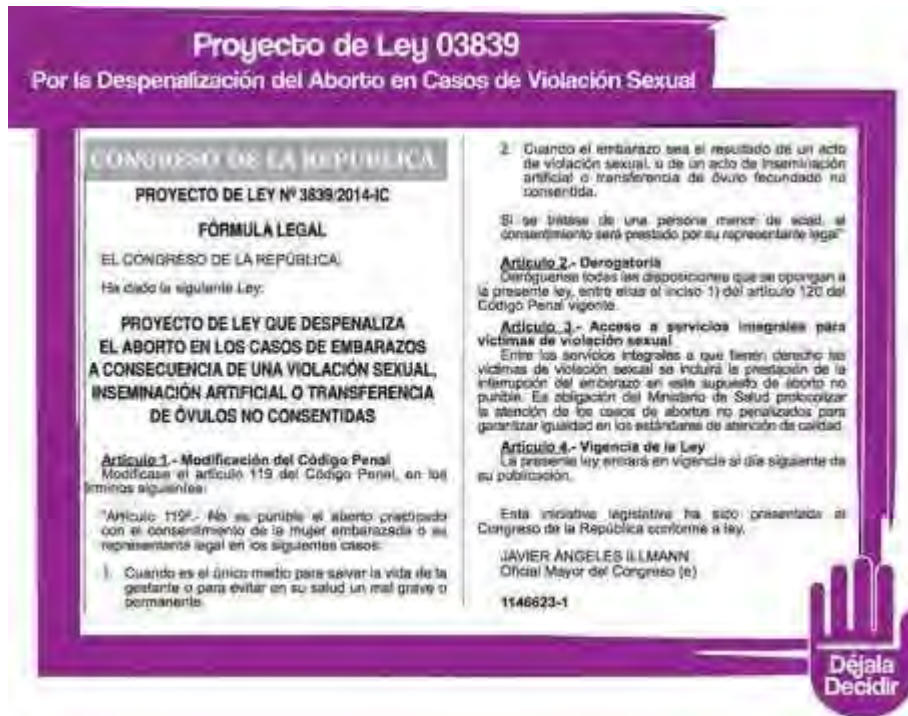 Proyecto de Ley 03839
Por la Despenalización del Aborto en Casos de Violación Sexual
CONGRESO DE LA REPUBLICA
PROYECTO DE LEY Nº 3839/2014-IC
FÓRMULA LEGAL
EL CONGRESO DE LA REPÚBLICA;
Ha dado la siguiente Ley:
PROYECTO DE LEY QUE DESPENALIZA
EL ABORTO EN LOS CASOS DE EMBARAZOS
A CONSECUENCIA DE UNA VIOLACIÓN SEXUAL,
INSEMINACIÓN ARTIFICIAL O TRANSFERENCIA
DE ÓVULOS NO CONSENTIDAS
Artículo 1.- Modificación del Código Penal
Modifícase el artículo 119 del Código Penal, en los
términos siguientes:
"Artículo 119º.- No es punible el aborto practicado
con el consentimiento de la mujer embarazada o su
representante legal en los siguientes casos:
1. Cuando es el único medio para salvar la vida de la
gestante o para evitar en su salud un mal grave o
permanente.
2. Cuando el embarazo sea el resultado de un acto
de violación sexual, o de un acto de inseminación
artificial o transferencia de óvulo fecundado no
consentida.
Si se tratase de una persona menor de edad, el
consentimiento será prestado por su representante legal"
Artículo 2.- Derogatoria
Deróguense todas las disposiciones que se opongan a
la presente ley, entre ellas el inciso 1) del artículo 120 del
Código Penal vigente.
Artículo 3.- Acceso a servicios integrales para
víctimas de violación sexual
Entre los servicios integrales a que tienen derecho las
víctimas de violación sexual se incluirá la prestación de la
interrupción del embarazo en este supuesto de aborto no
punible. Es obligación del Ministerio de Salud protocolizar
la atención de los casos de abortos no penalizados para
garantizar igualdad en los estándares de atención de calidad.
Artículo 4.- Vigencia de la Ley
La presente ley entrará en vigencia al día siguiente de
su publicación.
Esta iniciativa legislativa ha sido presentada al
Congreso de la República conforme a ley.
JAVIER ÁNGELES ILLMANN
Oficial Mayor del Congreso (e)
1146623-1
Déjala
Decidir